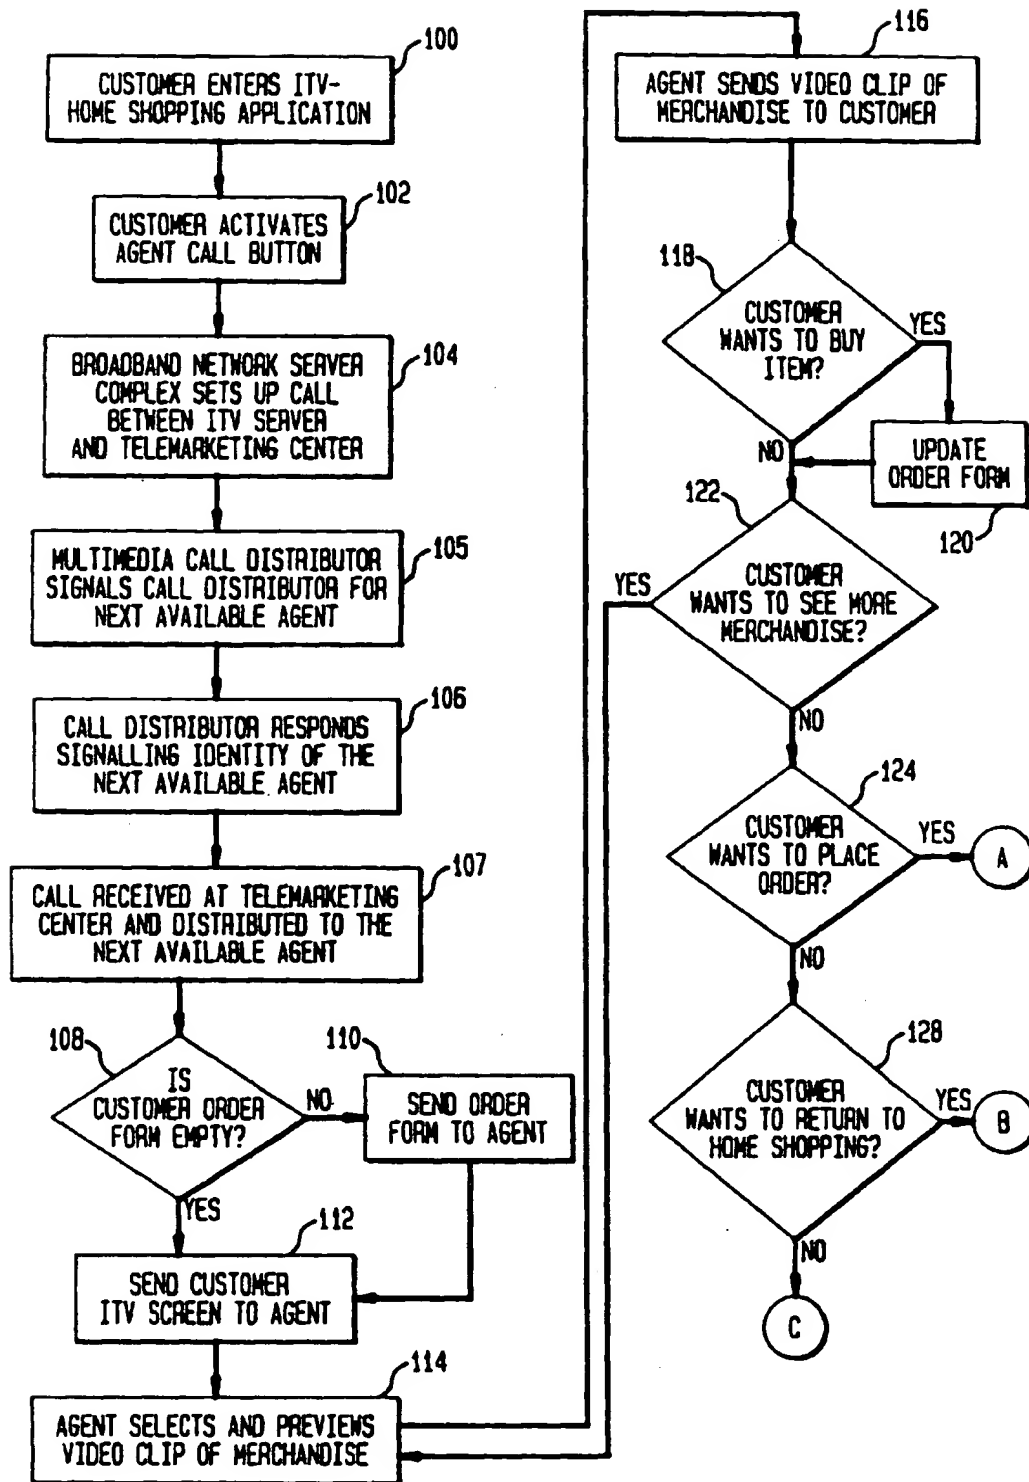 100
CUSTOMER ENTERS ITV-
HOME SHOPPING APPLICATION
102
CUSTOMER ACTIVATES
AGENT CALL BUTTON
104
BROADBAND NETWORK SERVER
COMPLEX SETS UP CALL
BETWEEN ITV SERVER
AND TELEMARKETING CENTER
105
MULTIMEDIA CALL DISTRIBUTOR
SIGNALS CALL DISTRIBUTOR FOR
NEXT AVAILABLE AGENT
106
CALL DISTRIBUTOR RESPONDS
SIGNALLING IDENTITY OF THE
NEXT AVAILABLE AGENT
107
CALL RECEIVED AT TELEMARKETING
CENTER AND DISTRIBUTED TO THE
NEXT AVAILABLE AGENT
108
IS
CUSTOMER ORDER
FORM EMPTY?
NO
110
SEND ORDER
FORM TO AGENT
YES
112
SEND CUSTOMER
ITV SCREEN TO AGENT
114
AGENT SELECTS AND PREVIEWS
VIDEO CLIP OF MERCHANDISE
116
AGENT SENDS VIDEO CLIP OF
MERCHANDISE TO CUSTOMER
118
CUSTOMER
WANTS TO BUY
ITEM?
YES
NO
UPDATE
ORDER FORM
120
122
YES
CUSTOMER
WANTS TO SEE MORE
MERCHANDISE?
NO
124
CUSTOMER
WANTS TO PLACE
ORDER?
YES
A
NO
128
CUSTOMER
WANTS TO RETURN TO
HOME SHOPPING?
YES
B
NO
C